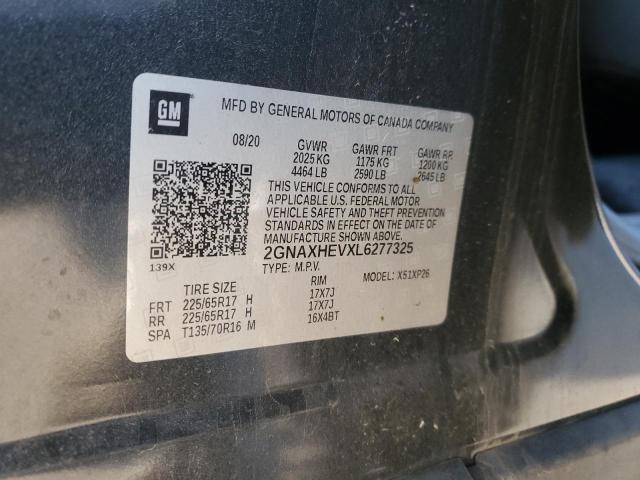 GM
MFD BY GENERAL MOTORS OF CANADA COMPANY
08/20 GVWR GAWR FRT GAWR RR
2025 KG 1175 KG 1200 KG
4464 LB 2590 LB 2645 LB
THIS VEHICLE CONFORMS TO ALL
APPLICABLE U.S. FEDERAL MOTOR
VEHICLE SAFETY AND THEFT PREVENTION
STANDARDS IN EFFECT ON THE DATE OF
MANUFACTURE SHOWN ABOVE.
2GNAXHEVXL6277325
139X
TYPE: M.P.V. MODEL: X51XP26
TIRE SIZE RIM
FRT 225/65R17 H 17X7J
RR 225/65R17 H 17X7J
SPA T135/70R16 M 16X4BT